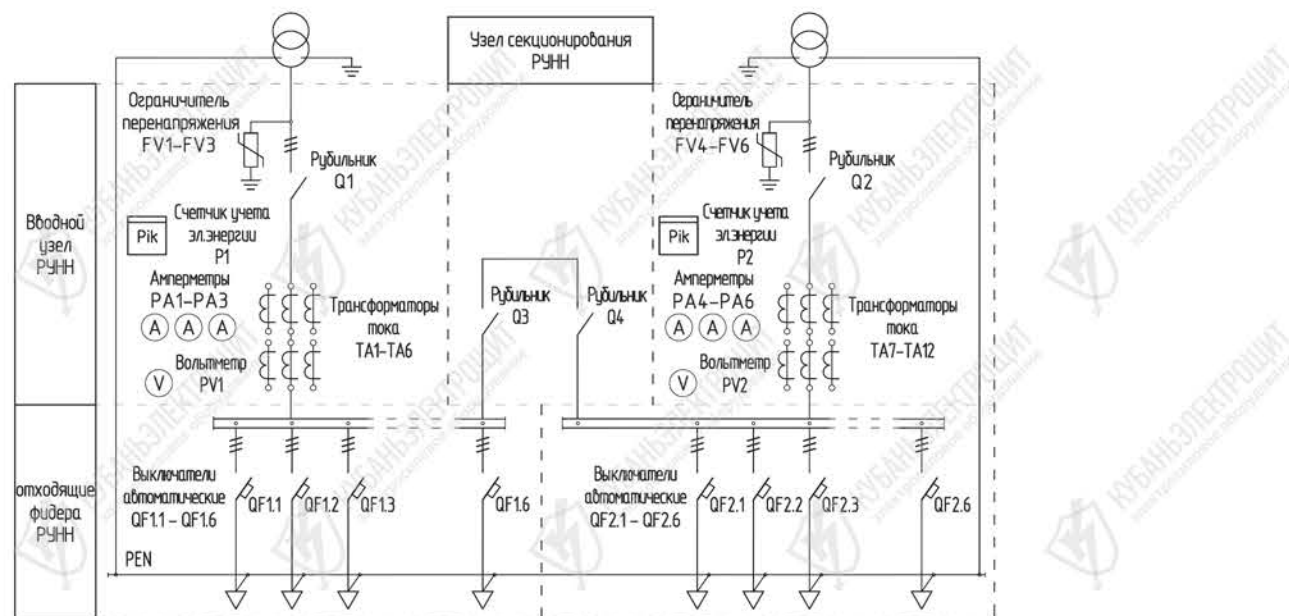 Узел секционирования
РУНН
Ограничитель
перенапряжения
FV1-FV3
Рубильник
Q1
Ограничитель
перенапряжения
FV4-FV6
Рубильник
Q2
Вводной
узел
РУНН
Pik
Счетчик учета
эл.энергии
P1
Pik
Счетчик учета
эл.энергии
P2
Амперметры
PA1-PA3
A A A
Трансформаторы
тока
TA1-TA6
Вольтметр
PV1
V
Рубильник
Q3
Рубильник
Q4
Амперметры
PA4-PA6
A A A
Трансформаторы
тока
TA7-TA12
Вольтметр
PV2
V
отходящие
фидера
РУНН
Выключатели
автоматические
QF1.1 - QF1.6
QF1.1
QF1.2
QF1.3
QF1.6
Выключатели
автоматические
QF2.1 - QF2.6
QF2.1
QF2.2
QF2.3
QF2.6
PEN
КУБАНЬЭЛЕКТРОЩИТ
электрощитовое оборудование